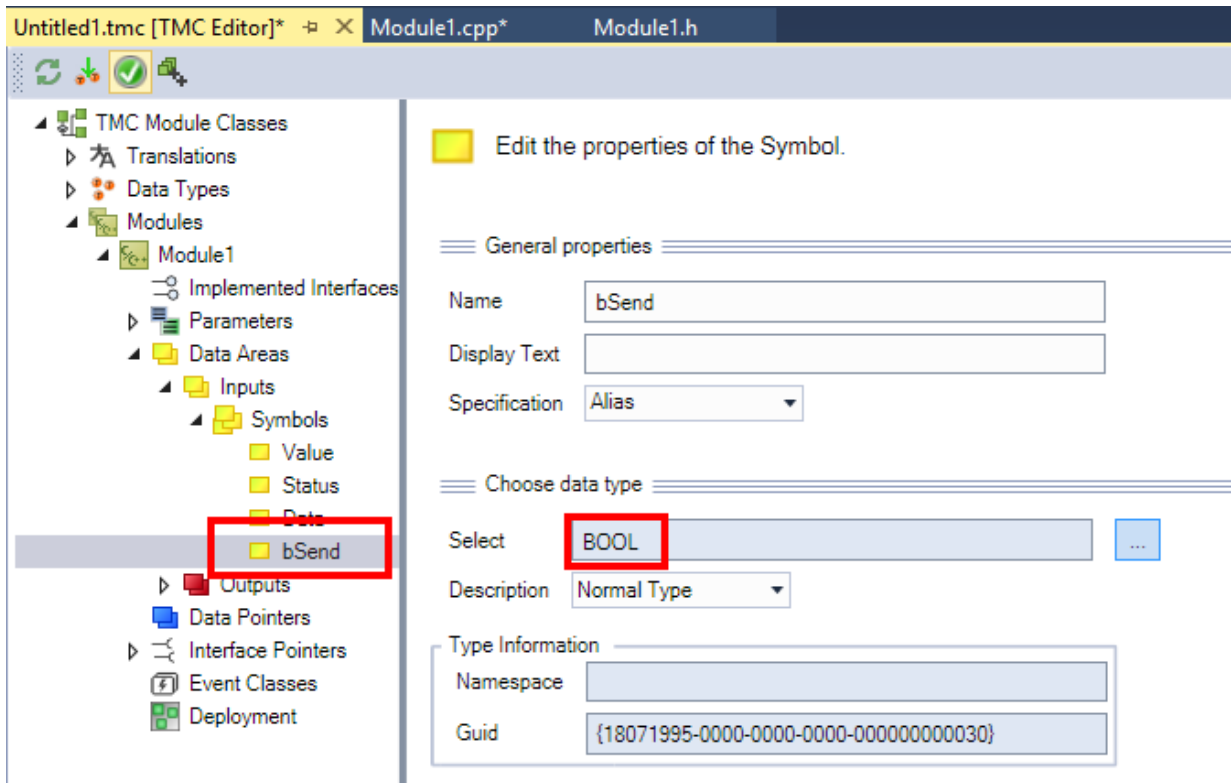 Untitled1.tmc [TMC Editor]* Module1.cpp* Module1.h
TMC Module Classes
Translations
Data Types
Modules
Module1
Implemented Interfaces
Parameters
Data Areas
Inputs
Symbols
Value
Status
Data
bSend
Outputs
Data Pointers
Interface Pointers
Event Classes
Deployment
Edit the properties of the Symbol.
General properties
Name bSend
Display Text
Specification Alias
Choose data type
Select BOOL ...
Description Normal Type
Type Information
Namespace
Guid {18071995-0000-0000-0000-000000000030}